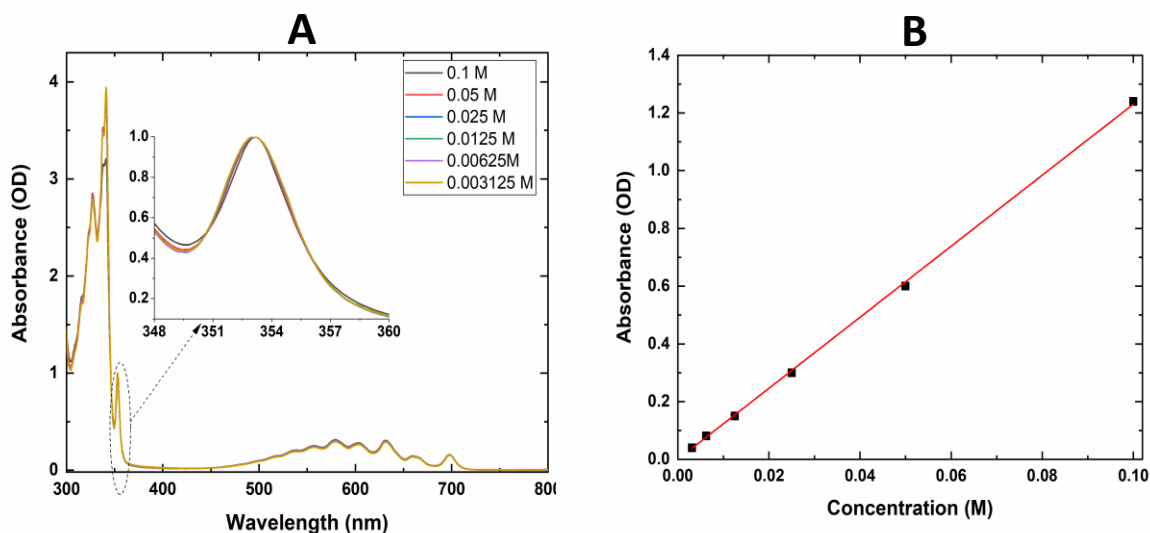 A
Absorbance (OD)
4
3
2
1
0
300
400
500
600
700
800
Wavelength (nm)
0.1 M
0.05 M
0.025 M
0.0125 M
0.00625M
0.003125 M
1.0
0.8
0.6
0.4
0.2
348
351
354
357
360
B
Absorbance (OD)
1.4
1.2
1.0
0.8
0.6
0.4
0.2
0.0
0.00
0.02
0.04
0.06
0.08
0.10
Concentration (M)